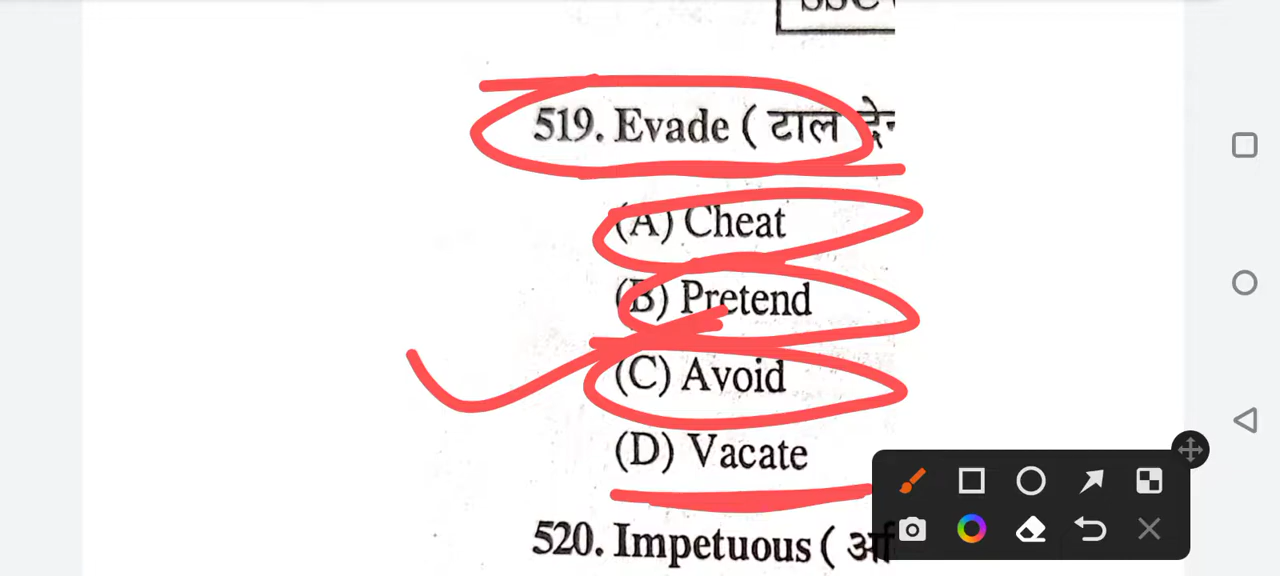 519. Evade ( टाल
(A) Cheat
(B) Pretend
(C) Avoid
(D) Vacate
520. Impetuous (